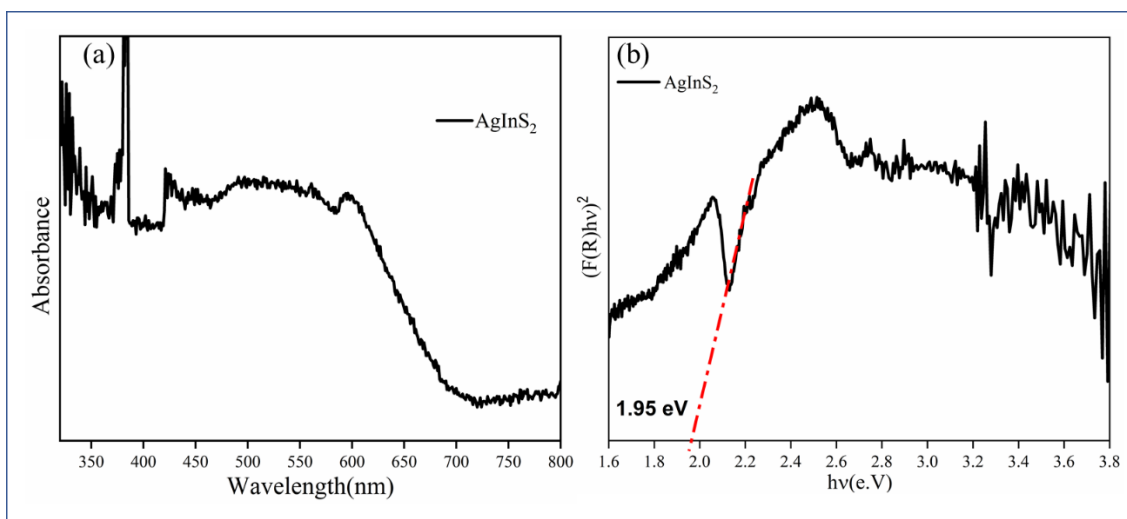 (a)
AgInS₂
Absorbance
350 400 450 500 550 600 650 700 750 800
Wavelength(nm)
(b)
AgInS₂
(F(R)hν)²
1.95 eV
1.6 1.8 2.0 2.2 2.4 2.6 2.8 3.0 3.2 3.4 3.6 3.8
hν(e.V)